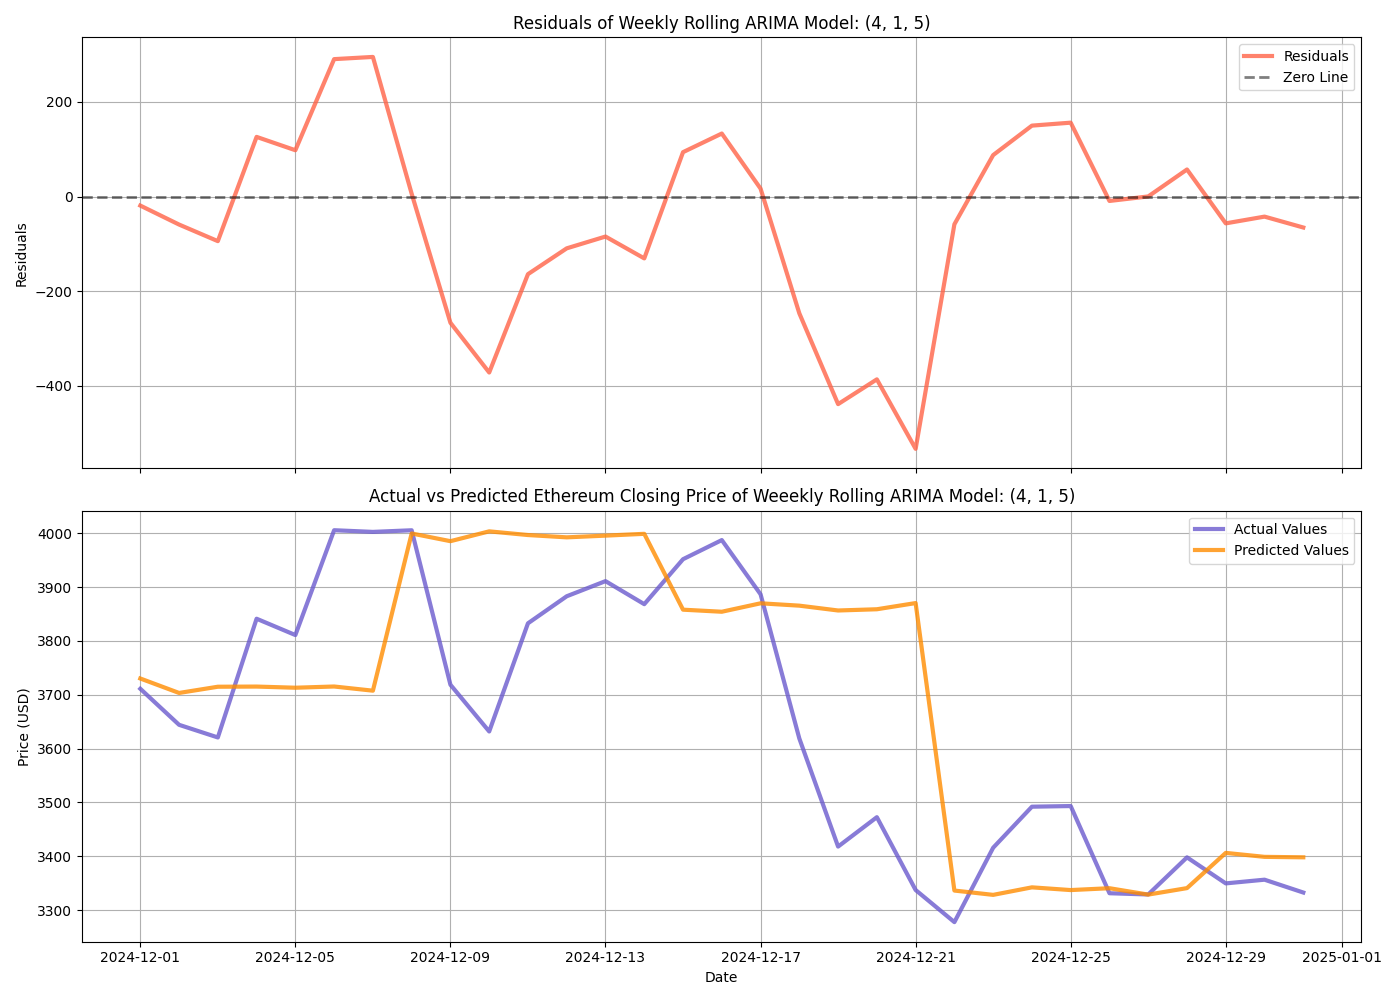 Residuals of Weekly Rolling ARIMA Model: (4, 1, 5)
Residuals
Zero Line
200
0
−200
−400
Residuals
Actual vs Predicted Ethereum Closing Price of Weeekly Rolling ARIMA Model: (4, 1, 5)
Actual Values
Predicted Values
4000
3900
3800
3700
3600
3500
3400
3300
Price (USD)
2024-12-01 2024-12-05 2024-12-09 2024-12-13 2024-12-17 2024-12-21 2024-12-25 2024-12-29 2025-01-01
Date